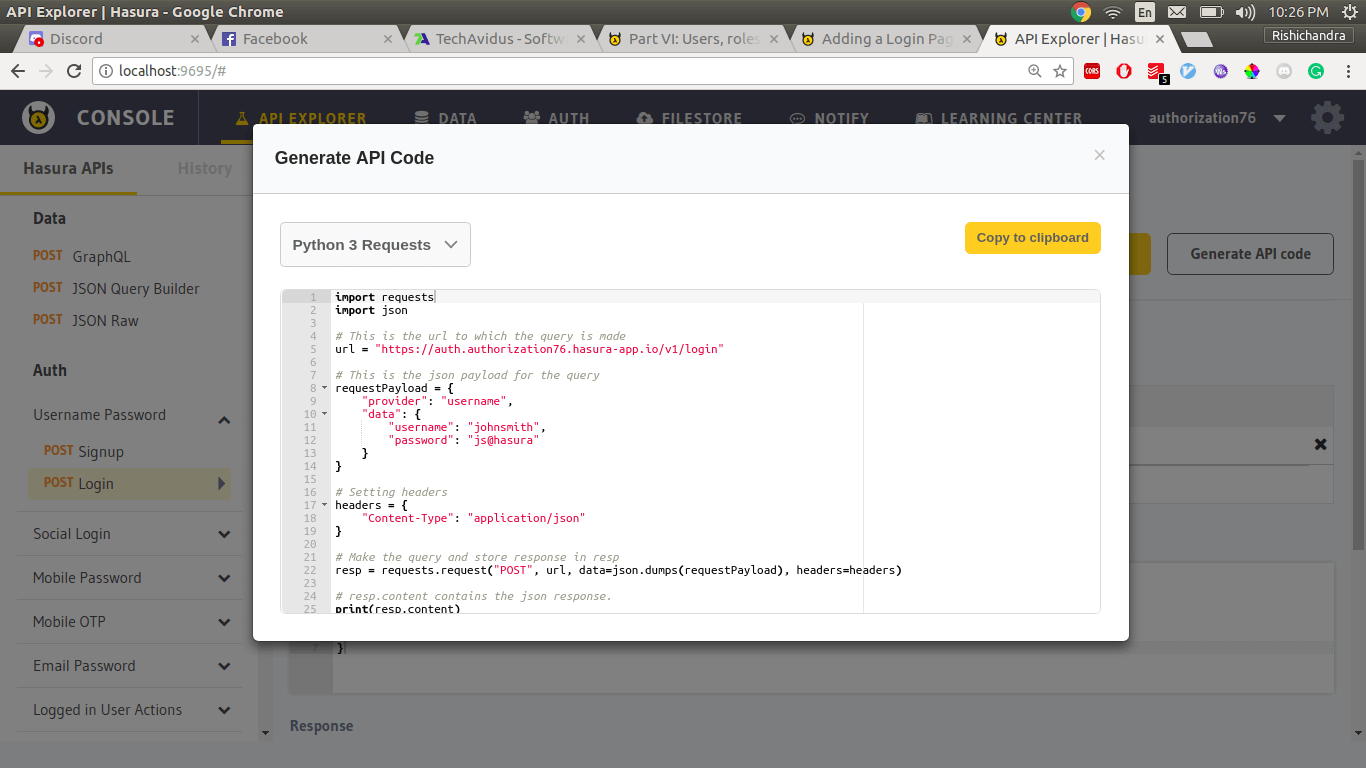 API Explorer | Hasura - Google Chrome
En
10:26 PM
Discord
Facebook
TechAvidus - Softw
Part VI: Users, roles
Adding a Login Pag
API Explorer | Hasu
Rishichandra
localhost:9695/#
CORS
5
CONSOLE
API EXPLORER
DATA
AUTH
FILESTORE
NOTIFY
LEARNING CENTER
authorization76
Hasura APIs
History
Data
POST GraphQL
POST JSON Query Builder
POST JSON Raw
Auth
Username Password
POST Signup
POST Login
Social Login
Mobile Password
Mobile OTP
Email Password
Logged in User Actions
Generate API code
Generate API Code
×
Python 3 Requests
Copy to clipboard
1 import requests
2 import json
3
4 # This is the url to which the query is made
5 url = "https://auth.authorization76.hasura-app.io/v1/login"
6
7 # This is the json payload for the query
8 requestPayload = {
9 "provider": "username",
10 "data": {
11 "username": "johnsmith",
12 "password": "js@hasura"
13 }
14 }
15
16 # Setting headers
17 headers = {
18 "Content-Type": "application/json"
19 }
20
21 # Make the query and store response in resp
22 resp = requests.request("POST", url, data=json.dumps(requestPayload), headers=headers)
23
24 # resp.content contains the json response.
25 print(resp.content)
7 }
Response